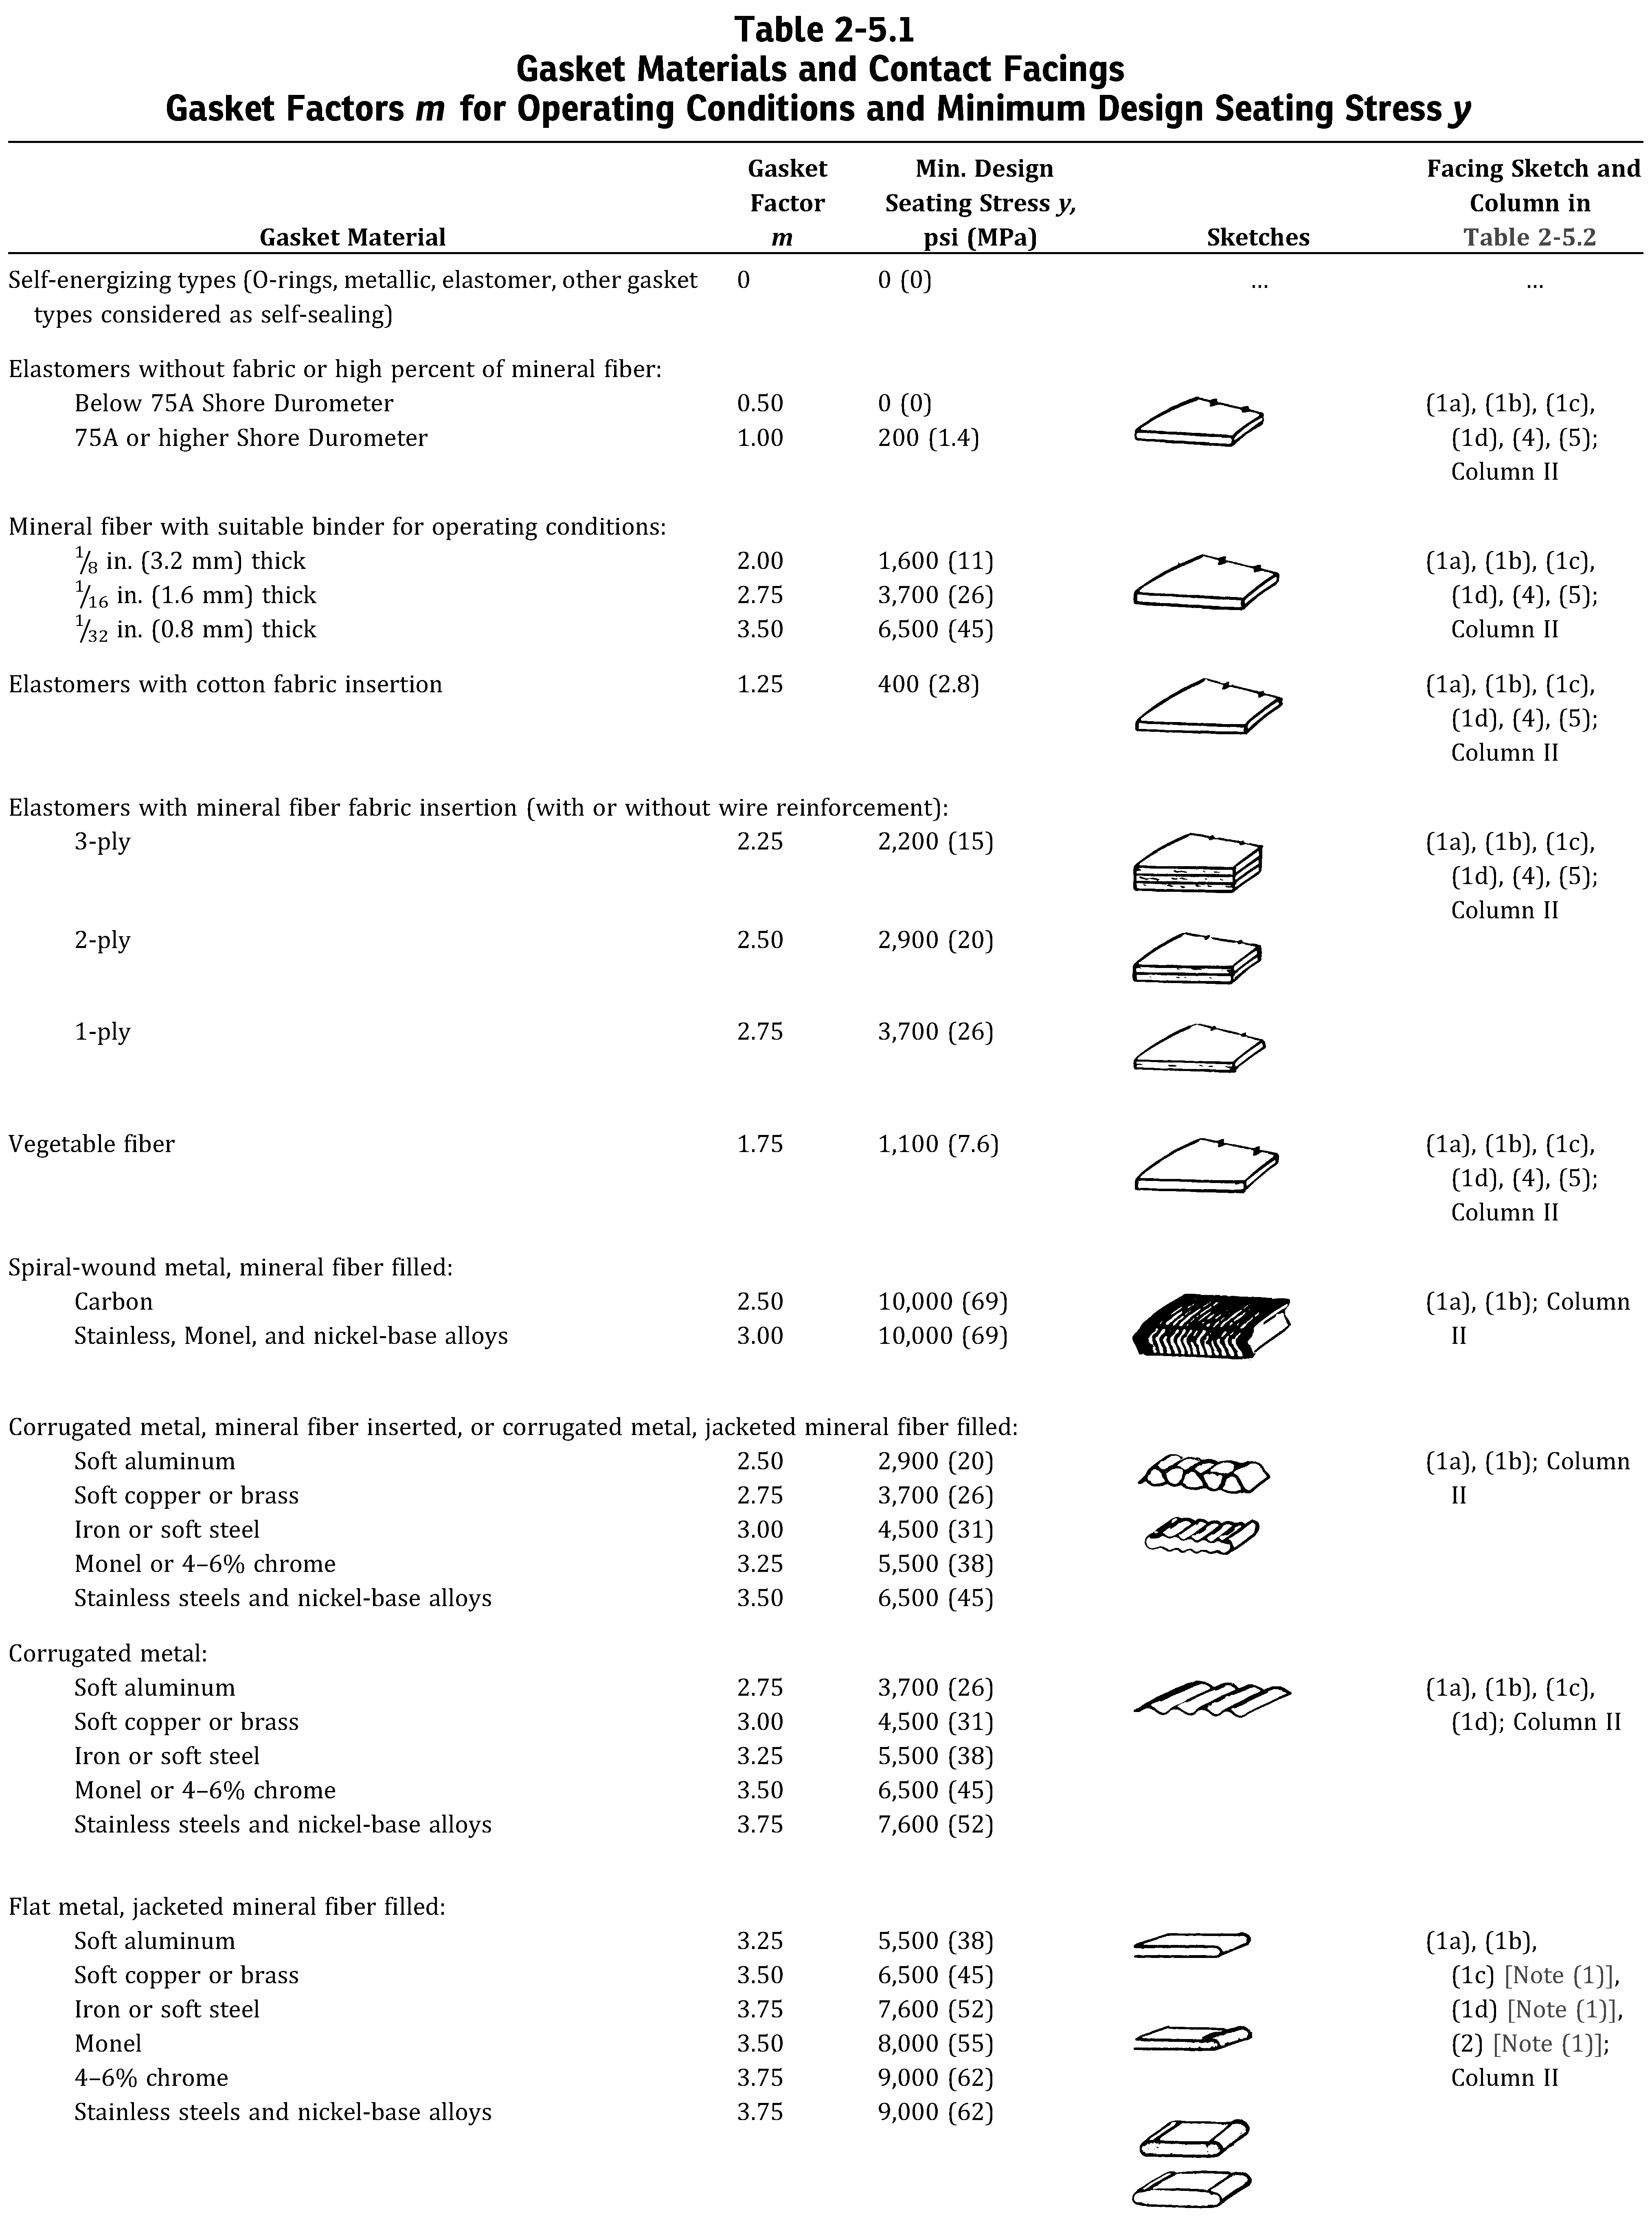 Table 2-5.1
Gasket Materials and Contact Facings
Gasket Factors m for Operating Conditions and Minimum Design Seating Stress y
Gasket Material Gasket Factor m Min. Design Seating Stress y, psi (MPa) Sketches Facing Sketch and Column in Table 2-5.2
Self-energizing types (O-rings, metallic, elastomer, other gasket 0 0 (0) ... ...
types considered as self-sealing)
Elastomers without fabric or high percent of mineral fiber:
Below 75A Shore Durometer 0.50 0 (0) (1a), (1b), (1c),
75A or higher Shore Durometer 1.00 200 (1.4) (1d), (4), (5);
Column II
Mineral fiber with suitable binder for operating conditions:
1/8 in. (3.2 mm) thick 2.00 1,600 (11) (1a), (1b), (1c),
1/16 in. (1.6 mm) thick 2.75 3,700 (26) (1d), (4), (5);
1/32 in. (0.8 mm) thick 3.50 6,500 (45) Column II
Elastomers with cotton fabric insertion 1.25 400 (2.8) (1a), (1b), (1c),
(1d), (4), (5);
Column II
Elastomers with mineral fiber fabric insertion (with or without wire reinforcement):
3-ply 2.25 2,200 (15) (1a), (1b), (1c),
(1d), (4), (5);
Column II
2-ply 2.50 2,900 (20)
1-ply 2.75 3,700 (26)
Vegetable fiber 1.75 1,100 (7.6) (1a), (1b), (1c),
(1d), (4), (5);
Column II
Spiral-wound metal, mineral fiber filled:
Carbon 2.50 10,000 (69) (1a), (1b); Column
Stainless, Monel, and nickel-base alloys 3.00 10,000 (69) II
Corrugated metal, mineral fiber inserted, or corrugated metal, jacketed mineral fiber filled:
Soft aluminum 2.50 2,900 (20) (1a), (1b); Column
Soft copper or brass 2.75 3,700 (26) II
Iron or soft steel 3.00 4,500 (31)
Monel or 4–6% chrome 3.25 5,500 (38)
Stainless steels and nickel-base alloys 3.50 6,500 (45)
Corrugated metal:
Soft aluminum 2.75 3,700 (26) (1a), (1b), (1c),
Soft copper or brass 3.00 4,500 (31) (1d); Column II
Iron or soft steel 3.25 5,500 (38)
Monel or 4–6% chrome 3.50 6,500 (45)
Stainless steels and nickel-base alloys 3.75 7,600 (52)
Flat metal, jacketed mineral fiber filled:
Soft aluminum 3.25 5,500 (38) (1a), (1b),
Soft copper or brass 3.50 6,500 (45) (1c) [Note (1)],
Iron or soft steel 3.75 7,600 (52) (1d) [Note (1)],
Monel 3.50 8,000 (55) (2) [Note (1)];
4–6% chrome 3.75 9,000 (62) Column II
Stainless steels and nickel-base alloys 3.75 9,000 (62)